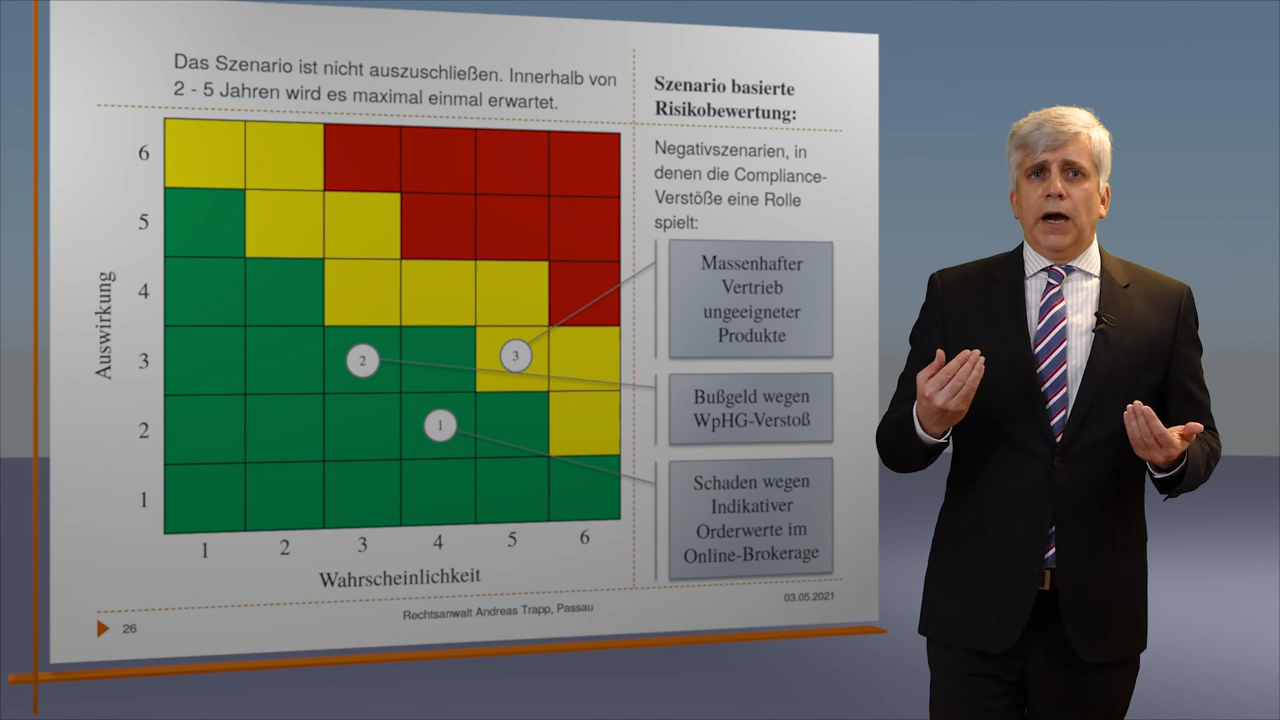 Das Szenario ist nicht auszuschließen. Innerhalb von
2 - 5 Jahren wird es maximal einmal erwartet.
Szenario basierte
Risikobewertung:
Negativszenarien, in
denen die Compliance-
Verstöße eine Rolle
spielt:
Massenhafter
Vertrieb
ungeeigneter
Produkte
Bußgeld wegen
WpHG-Verstoß
Schaden wegen
Indikativer
Orderwerte im
Online-Brokerage
Auswirkung
6
5
4
3
2
1
3
2
1
1 2 3 4 5 6
Wahrscheinlichkeit
26
Rechtsanwalt Andreas Trapp, Passau
03.05.2021